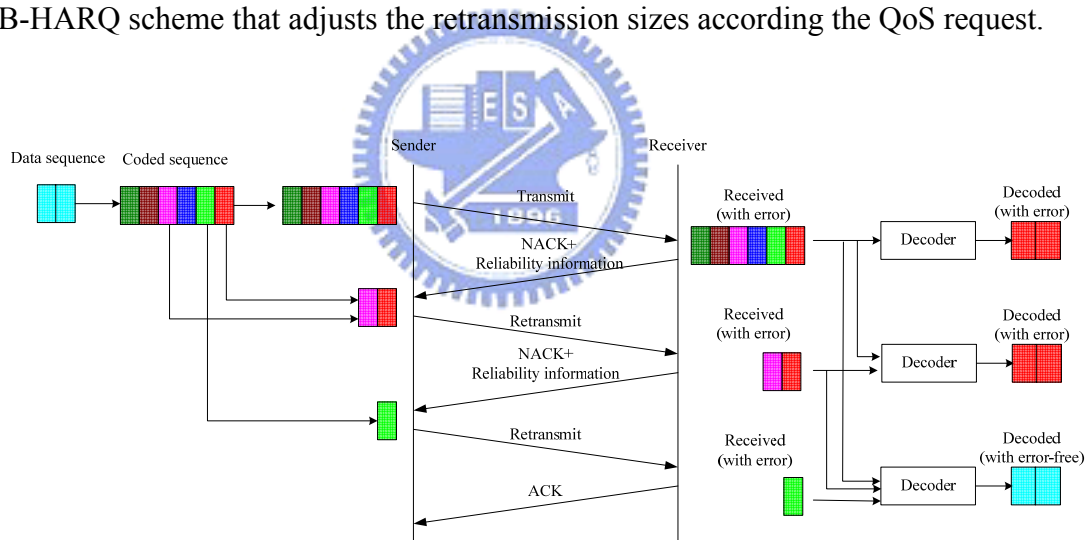 B-HARQ scheme that adjusts the retransmission sizes according the QoS request.
Data sequence
Coded sequence
Sender
Receiver
E S A
1896
Transmit
NACK+
Reliability information
Retransmit
NACK+
Reliability information
Retransmit
ACK
Received
(with error)
Decoder
Decoded
(with error)
Received
(with error)
Decoder
Decoded
(with error)
Received
(with error)
Decoder
Decoded
(with error-free)